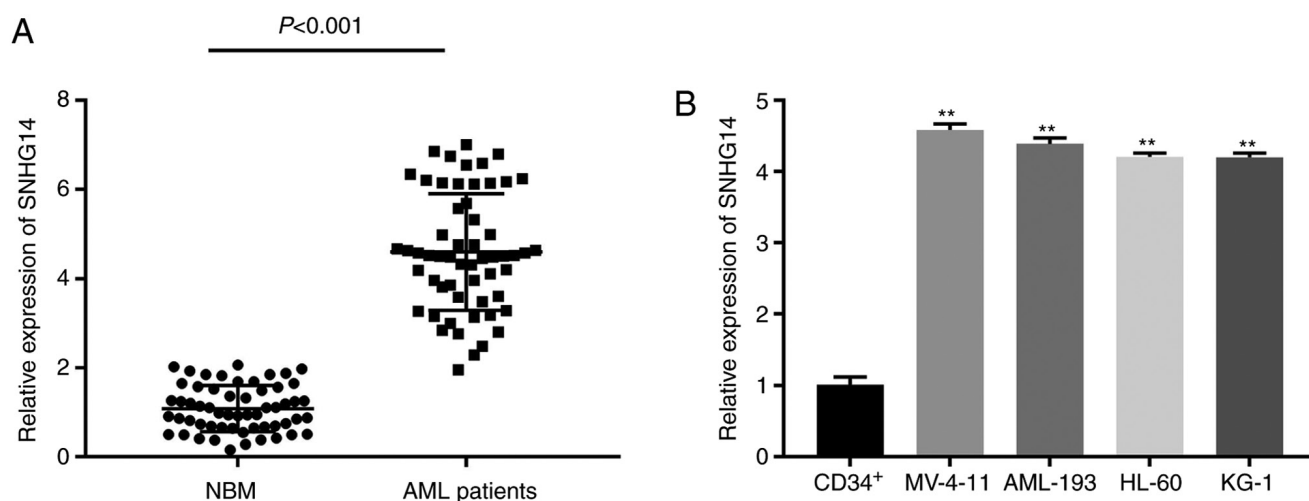 A
P<0.001
Relative expression of SNHG14
8
6
4
2
0
NBM AML patients
B
Relative expression of SNHG14
5
4
3
2
1
0
** ** ** **
CD34+ MV-4-11 AML-193 HL-60 KG-1